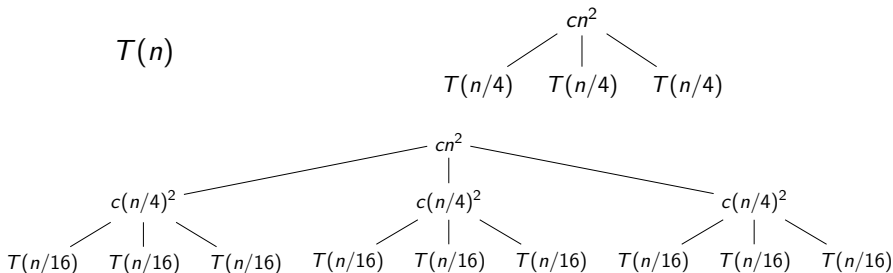 T(n)
cn²
T(n/4) T(n/4) T(n/4)
cn²
c(n/4)² c(n/4)² c(n/4)²
T(n/16) T(n/16) T(n/16) T(n/16) T(n/16) T(n/16) T(n/16) T(n/16) T(n/16)